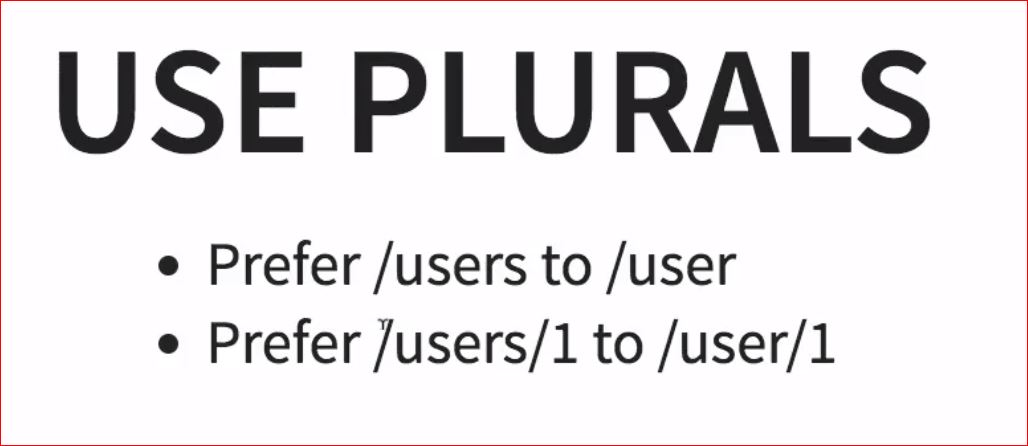 USE PLURALS
• Prefer /users to /user
• Prefer /users/1 to /user/1